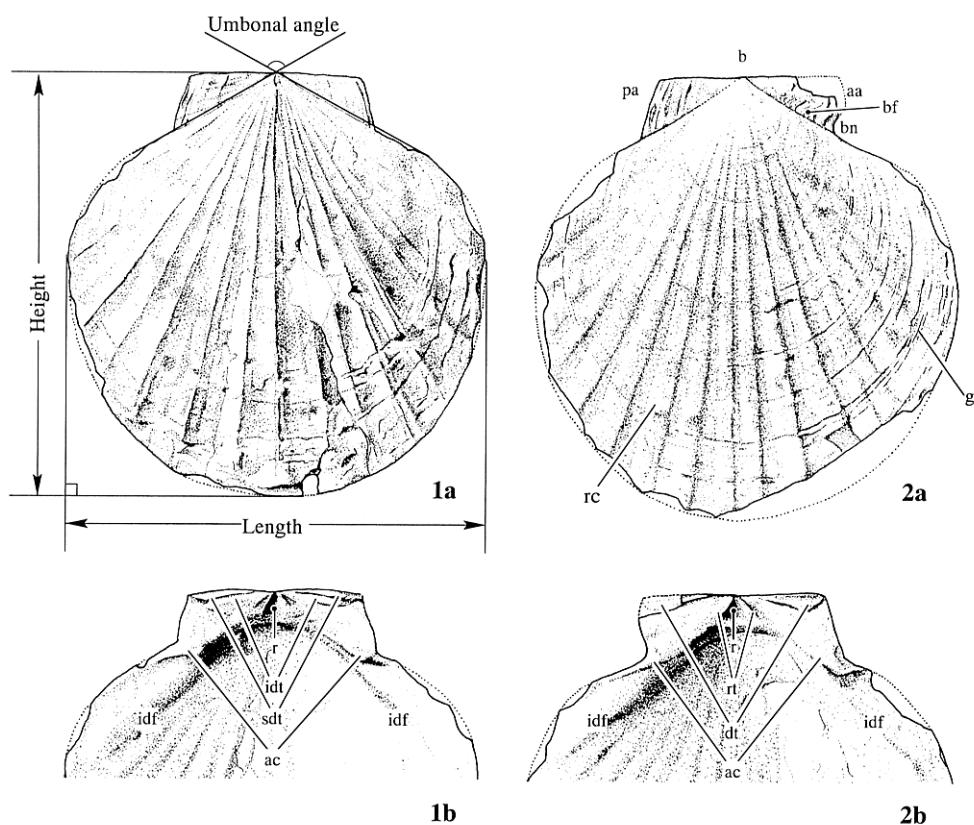 Umbonal angle
Height
Length
1a
b
pa
aa
bf
bn
g
rc
2a
r
idt
sdt
ac
idf
idf
1b
r
rt
idt
ac
idf
idf
2b